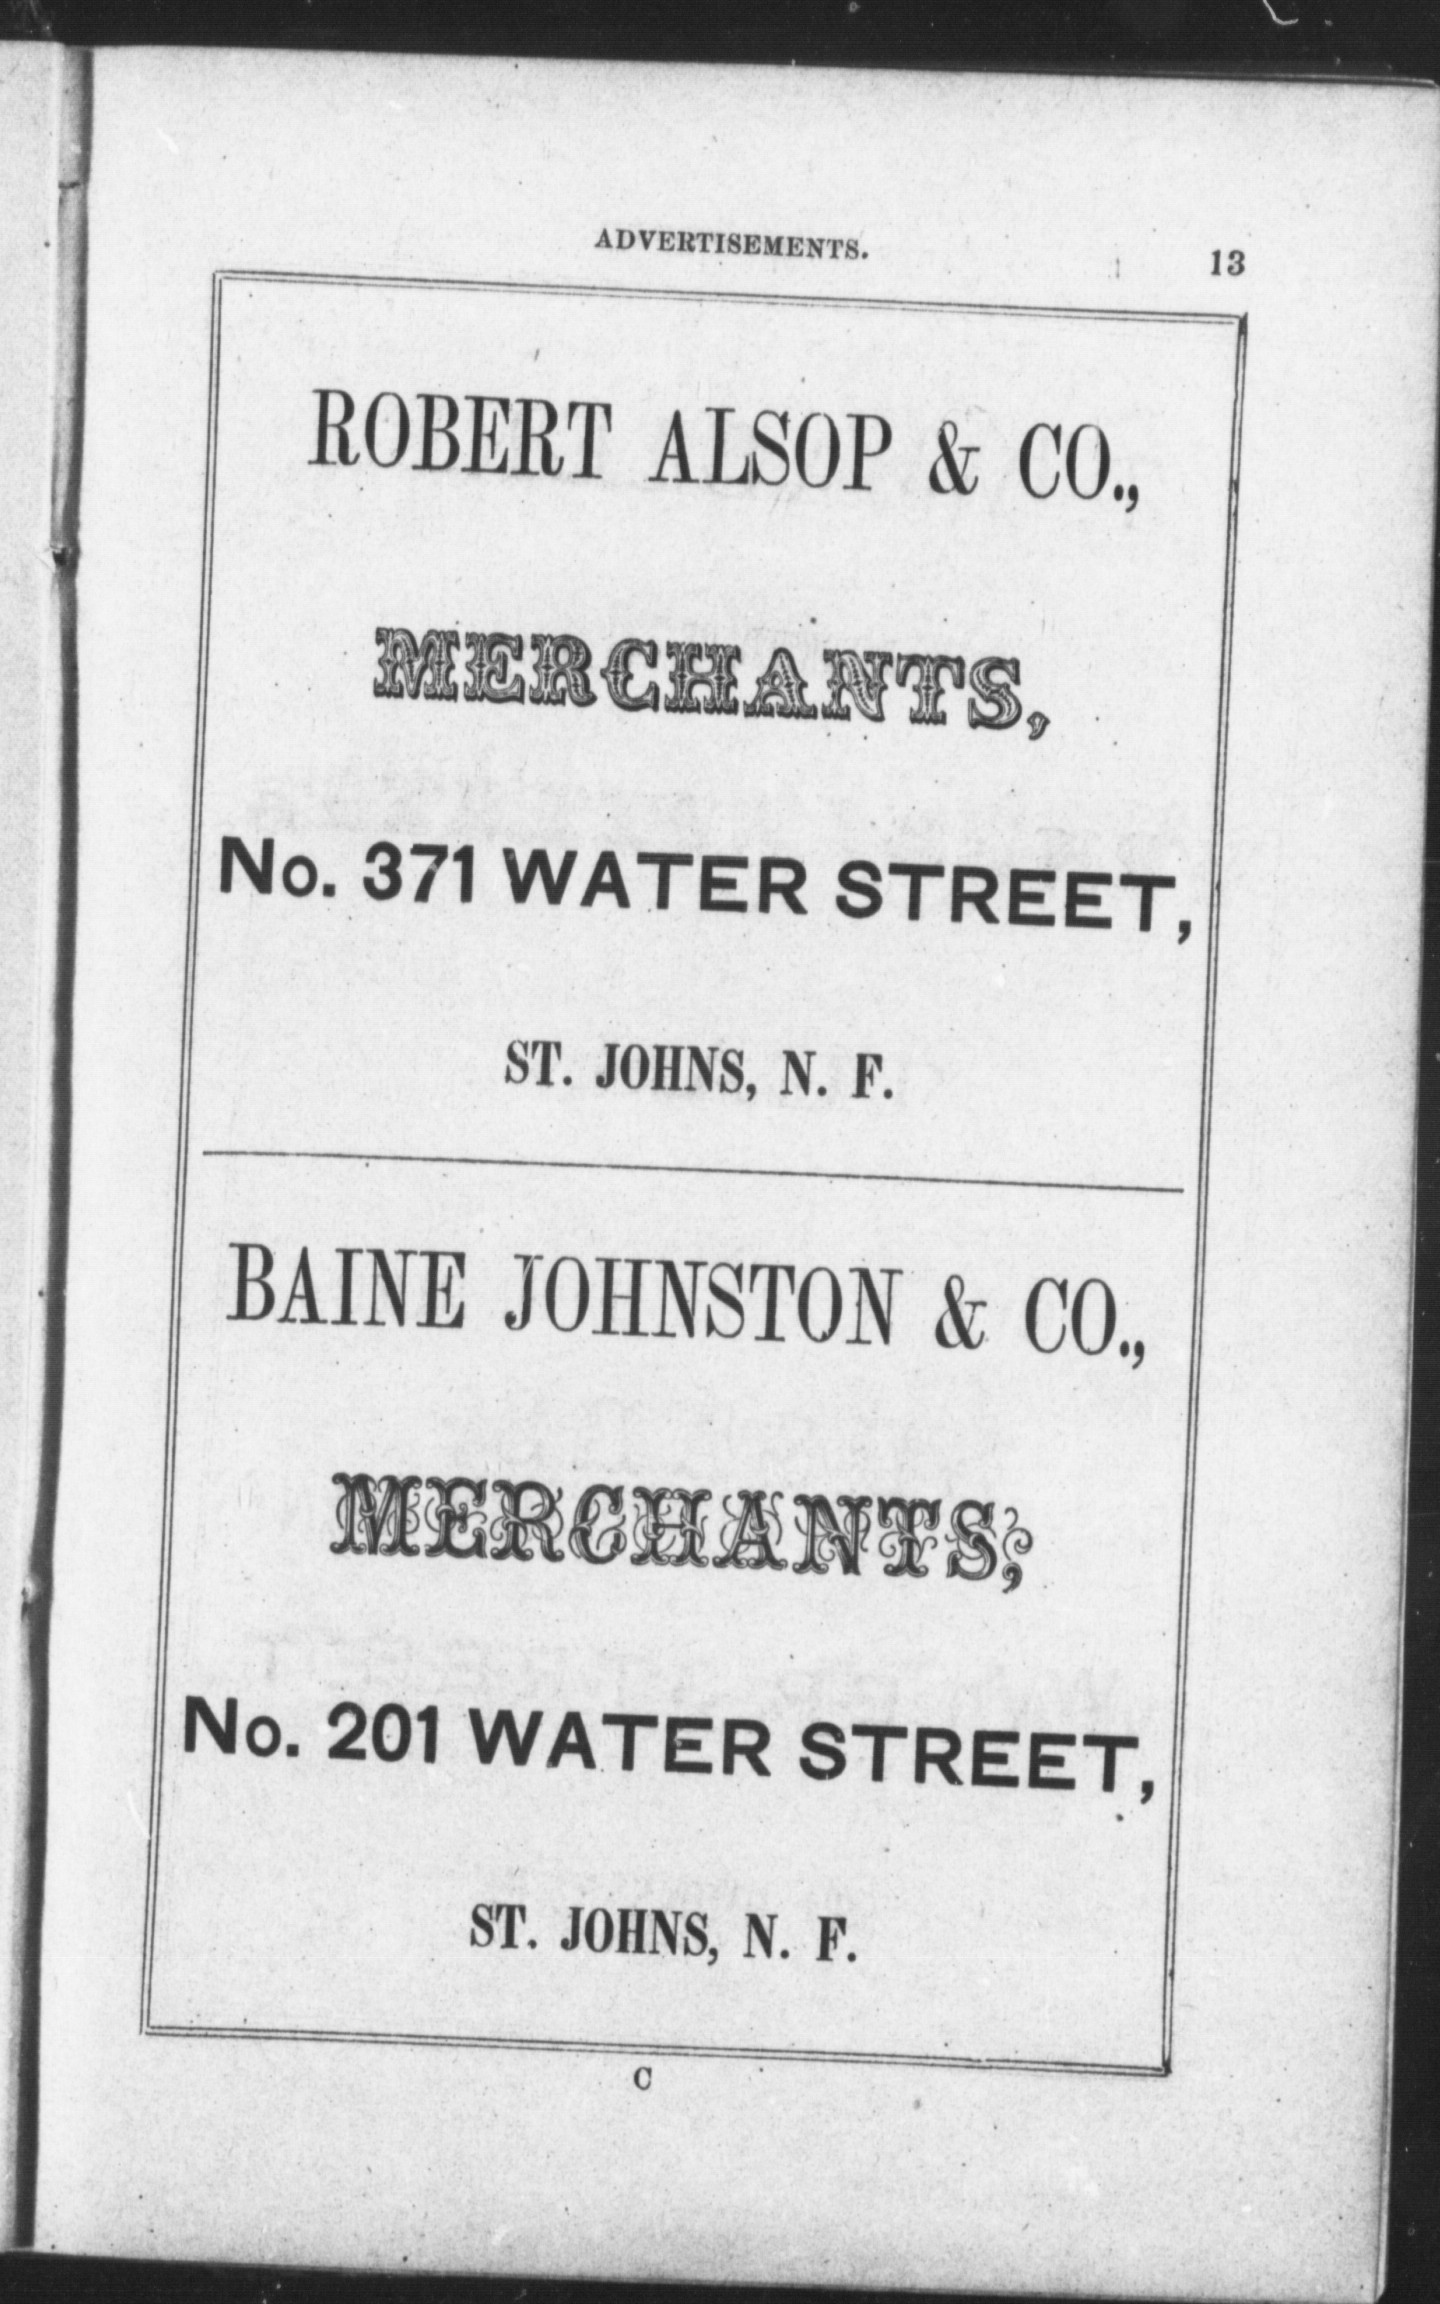 ADVERTISEMENTS. 13
ROBERT ALSOP & CO.,
MERCHANTS,
No. 371 WATER STREET,
ST. JOHNS, N. F.
BAINE JOHNSTON & CO.,
MERCHANTS,
No. 201 WATER STREET,
ST. JOHNS, N. F.
C